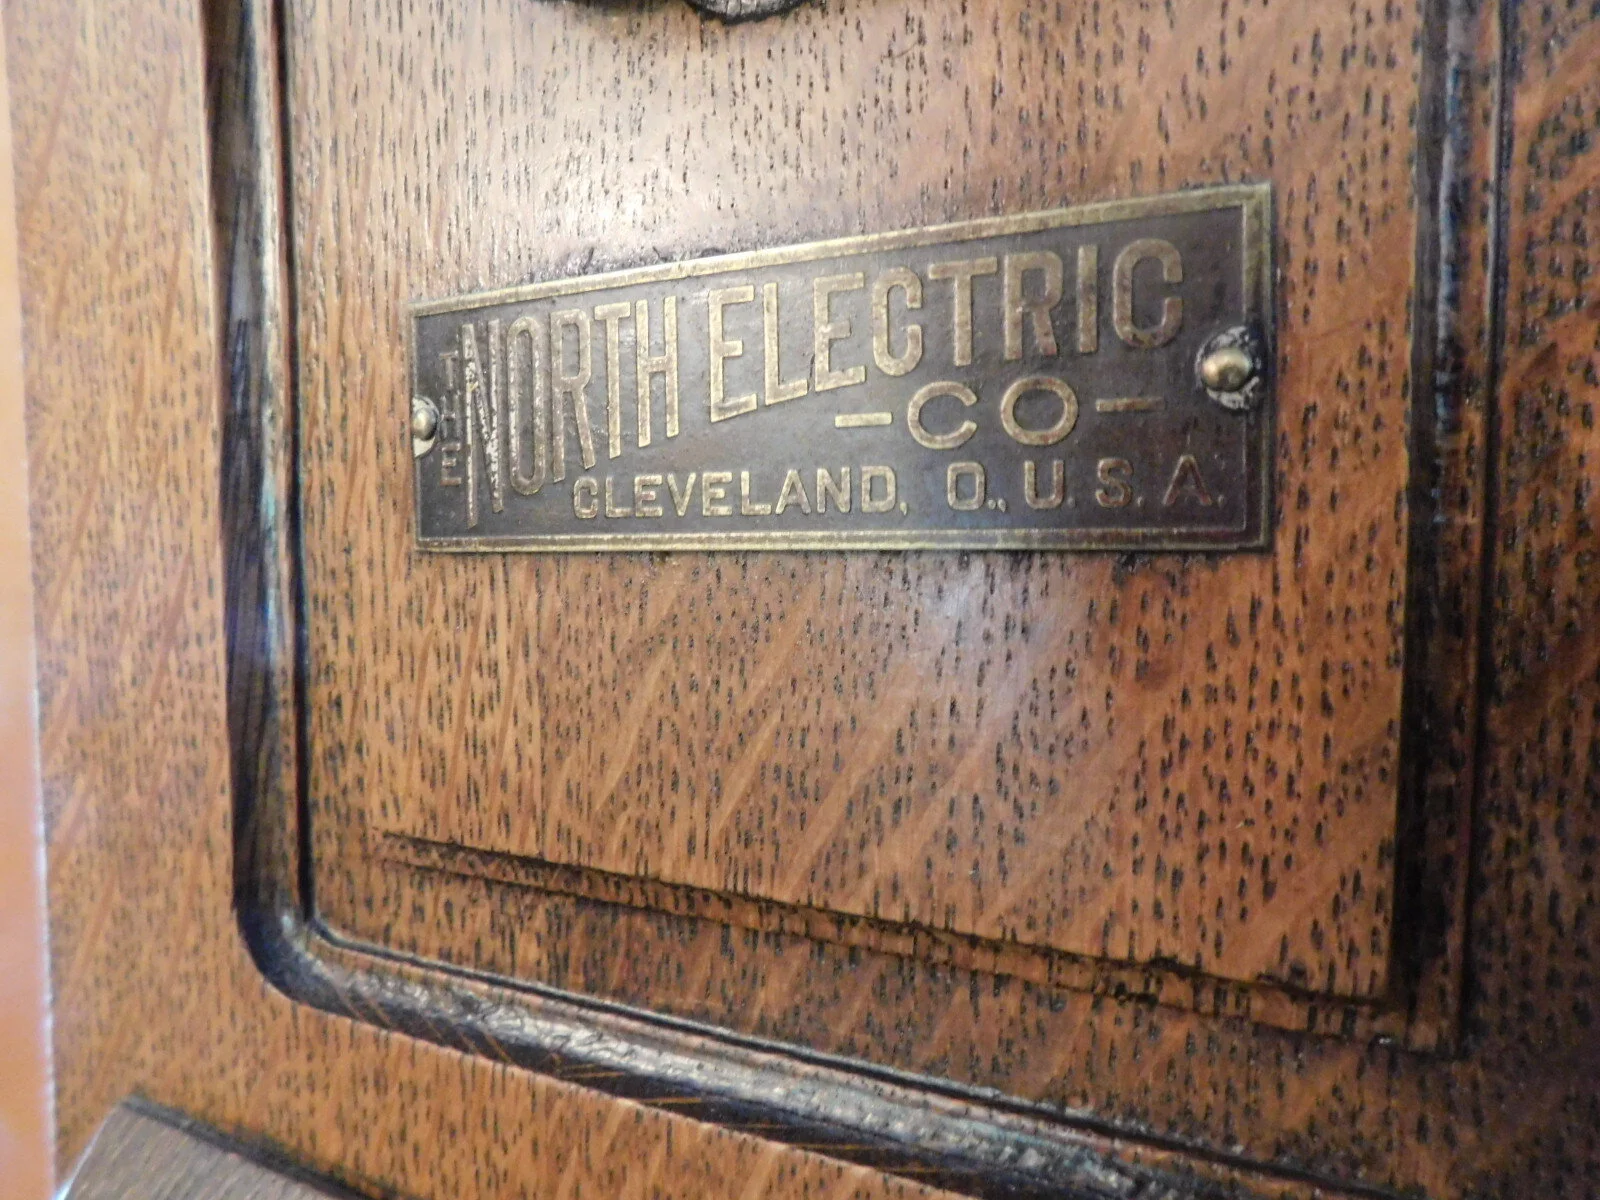 THE NORTH ELECTRIC
-CO-
CLEVELAND, O., U.S.A.